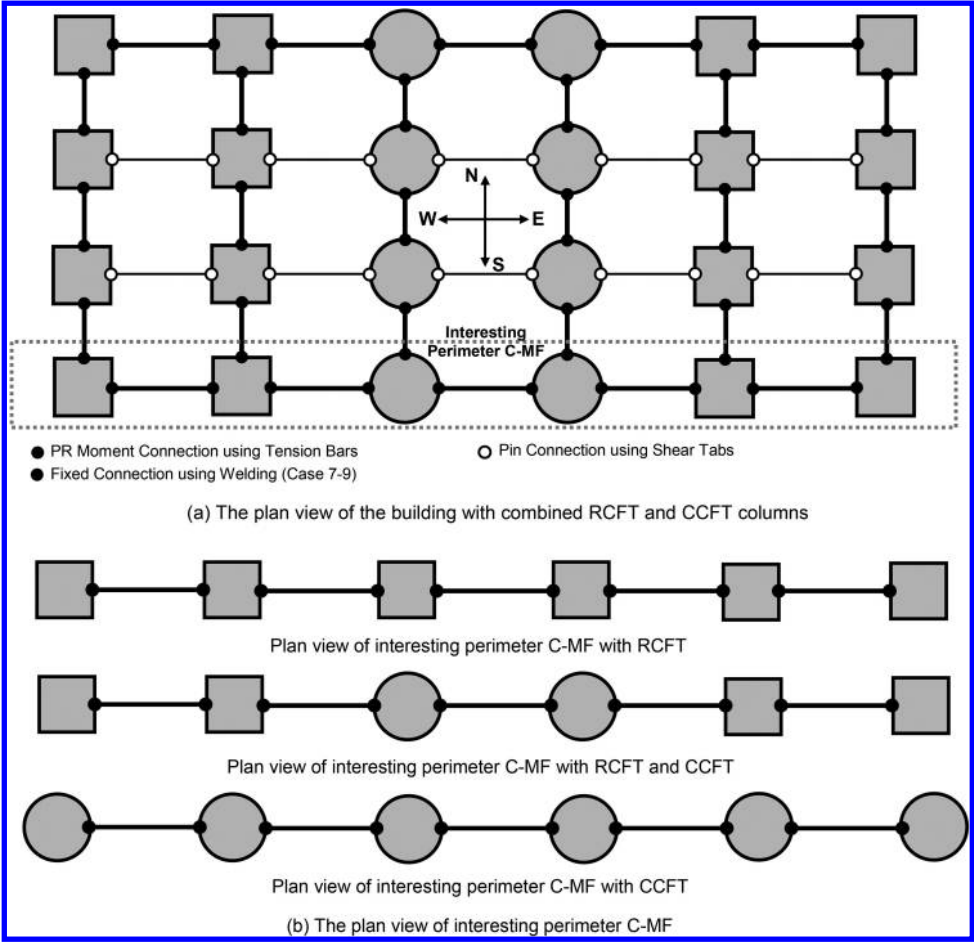 N
W E
S
Interesting
Perimeter C-MF
PR Moment Connection using Tension Bars Pin Connection using Shear Tabs
Fixed Connection using Welding (Case 7-9)
(a) The plan view of the building with combined RCFT and CCFT columns
Plan view of interesting perimeter C-MF with RCFT
Plan view of interesting perimeter C-MF with RCFT and CCFT
Plan view of interesting perimeter C-MF with CCFT
(b) The plan view of interesting perimeter C-MF